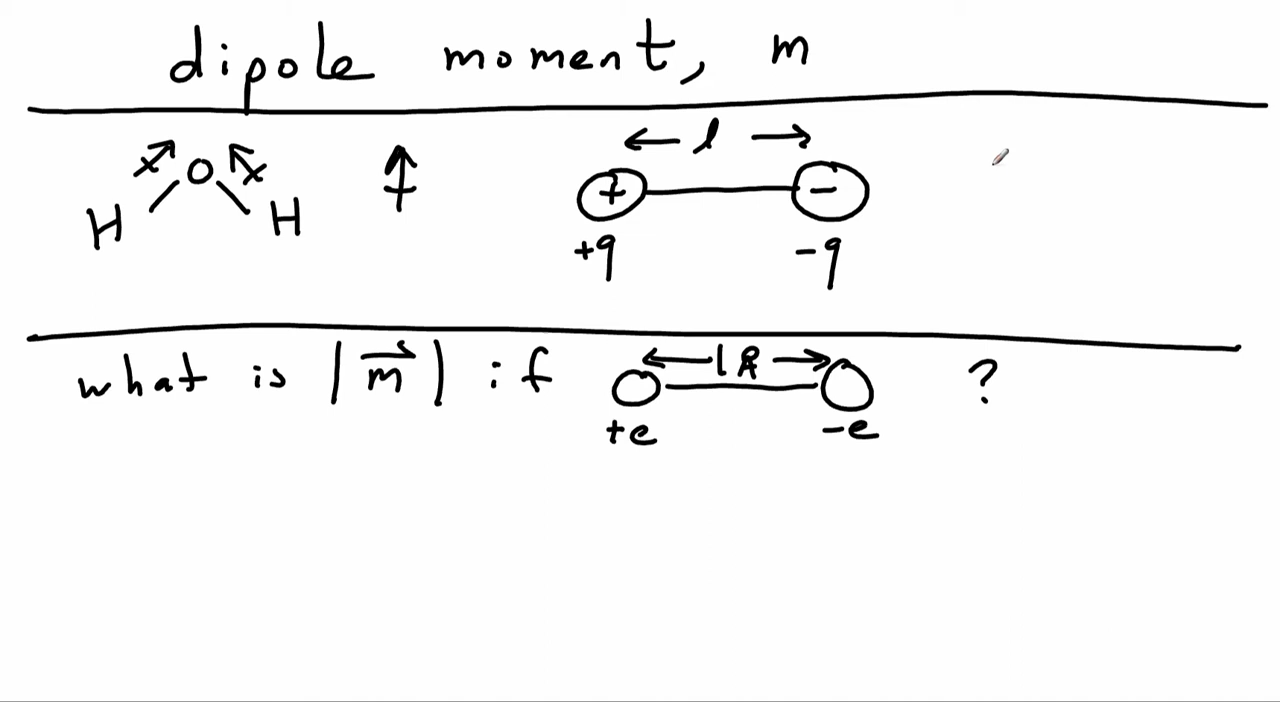 dipole moment, m
O
H H
← l →
+ −
+q −q
what is |m⃗| if ← 1Å → ?
+e −e